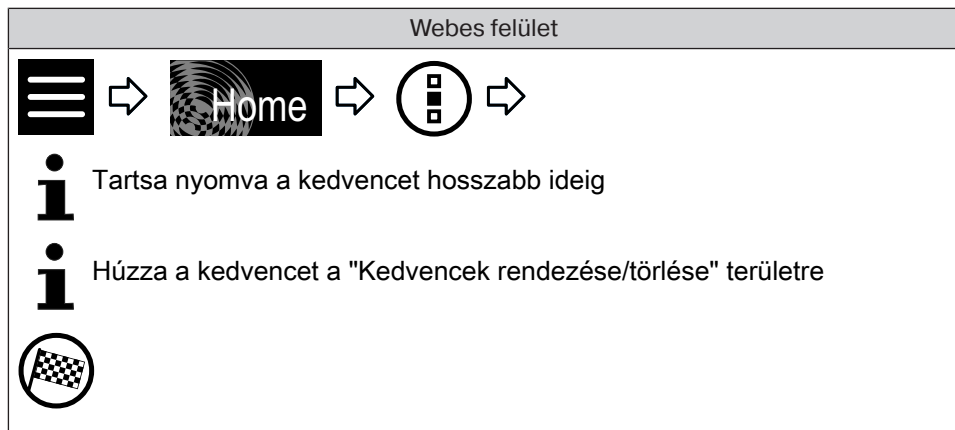 Webes felület
Home
Tartsa nyomva a kedvencet hosszabb ideig
Húzza a kedvencet a "Kedvencek rendezése/törlése" területre